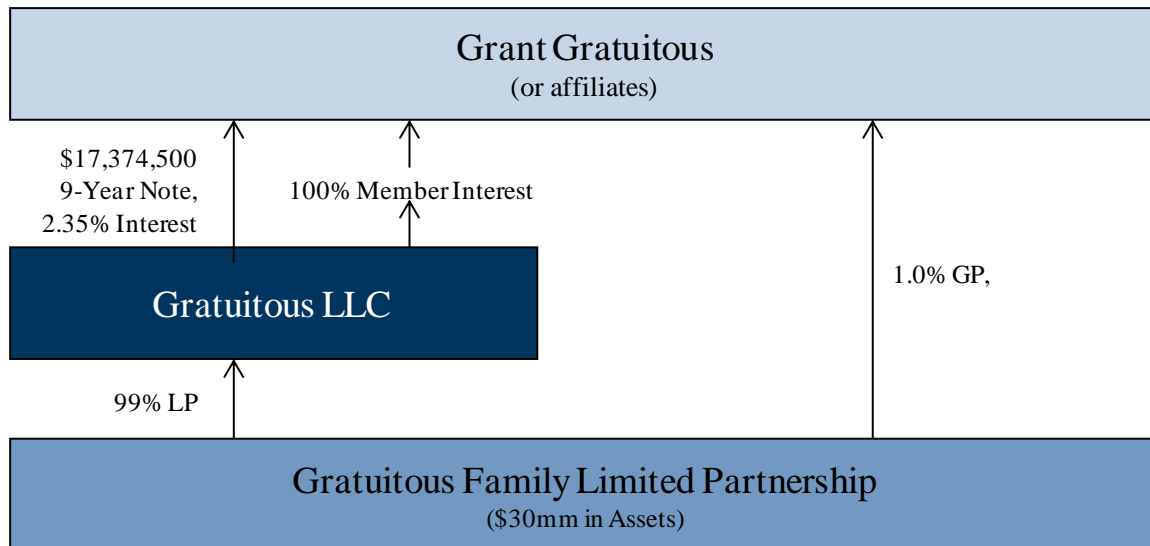 Grant Gratuitous
(or affiliates)
$17,374,500
9-Year Note,
2.35% Interest
100% Member Interest
1.0% GP,
Gratuitous LLC
99% LP
Gratuitous Family Limited Partnership
($30mm in Assets)